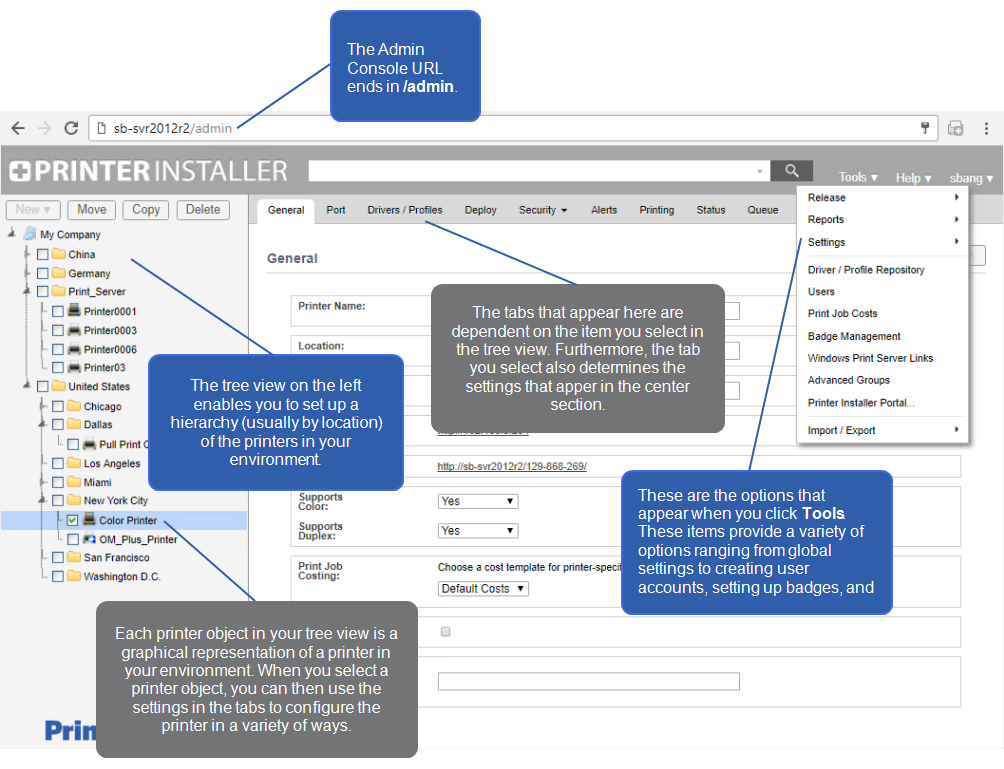 The Admin
Console URL
ends in /admin.
sb-svr2012r2/admin
PRINTER INSTALLER
Tools ▾ Help ▾ sbang ▾
New ▾ Move Copy Delete
General Port Drivers / Profiles Deploy Security ▾ Alerts Printing Status Queue
Release
Reports
Settings
Driver / Profile Repository
Users
Print Job Costs
Badge Management
Windows Print Server Links
Advanced Groups
Printer Installer Portal...
Import / Export
My Company
China
Germany
Print_Server
Printer0001
Printer0003
Printer0006
Printer03
United States
Chicago
Dallas
Pull Print
Los Angeles
Miami
New York City
Color Printer
OM_Plus_Printer
San Francisco
Washington D.C.
General
Printer Name:
Location:
The tabs that appear here are
dependent on the item you select in
the tree view. Furthermore, the tab
you select also determines the
settings that apper in the center
section.
The tree view on the left
enables you to set up a
hierarchy (usually by location)
of the printers in your
environment.
http://sb-svr2012r2/129-868-269/
Supports
Color:
Yes
Supports
Duplex:
Yes
Print Job
Costing:
Choose a cost template for printer-specif
Default Costs
These are the options that
appear when you click Tools.
These items provide a variety of
options ranging from global
settings to creating user
accounts, setting up badges, and
Each printer object in your tree view is a
graphical representation of a printer in
your environment. When you select a
printer object, you can then use the
settings in the tabs to configure the
printer in a variety of ways.
Prin